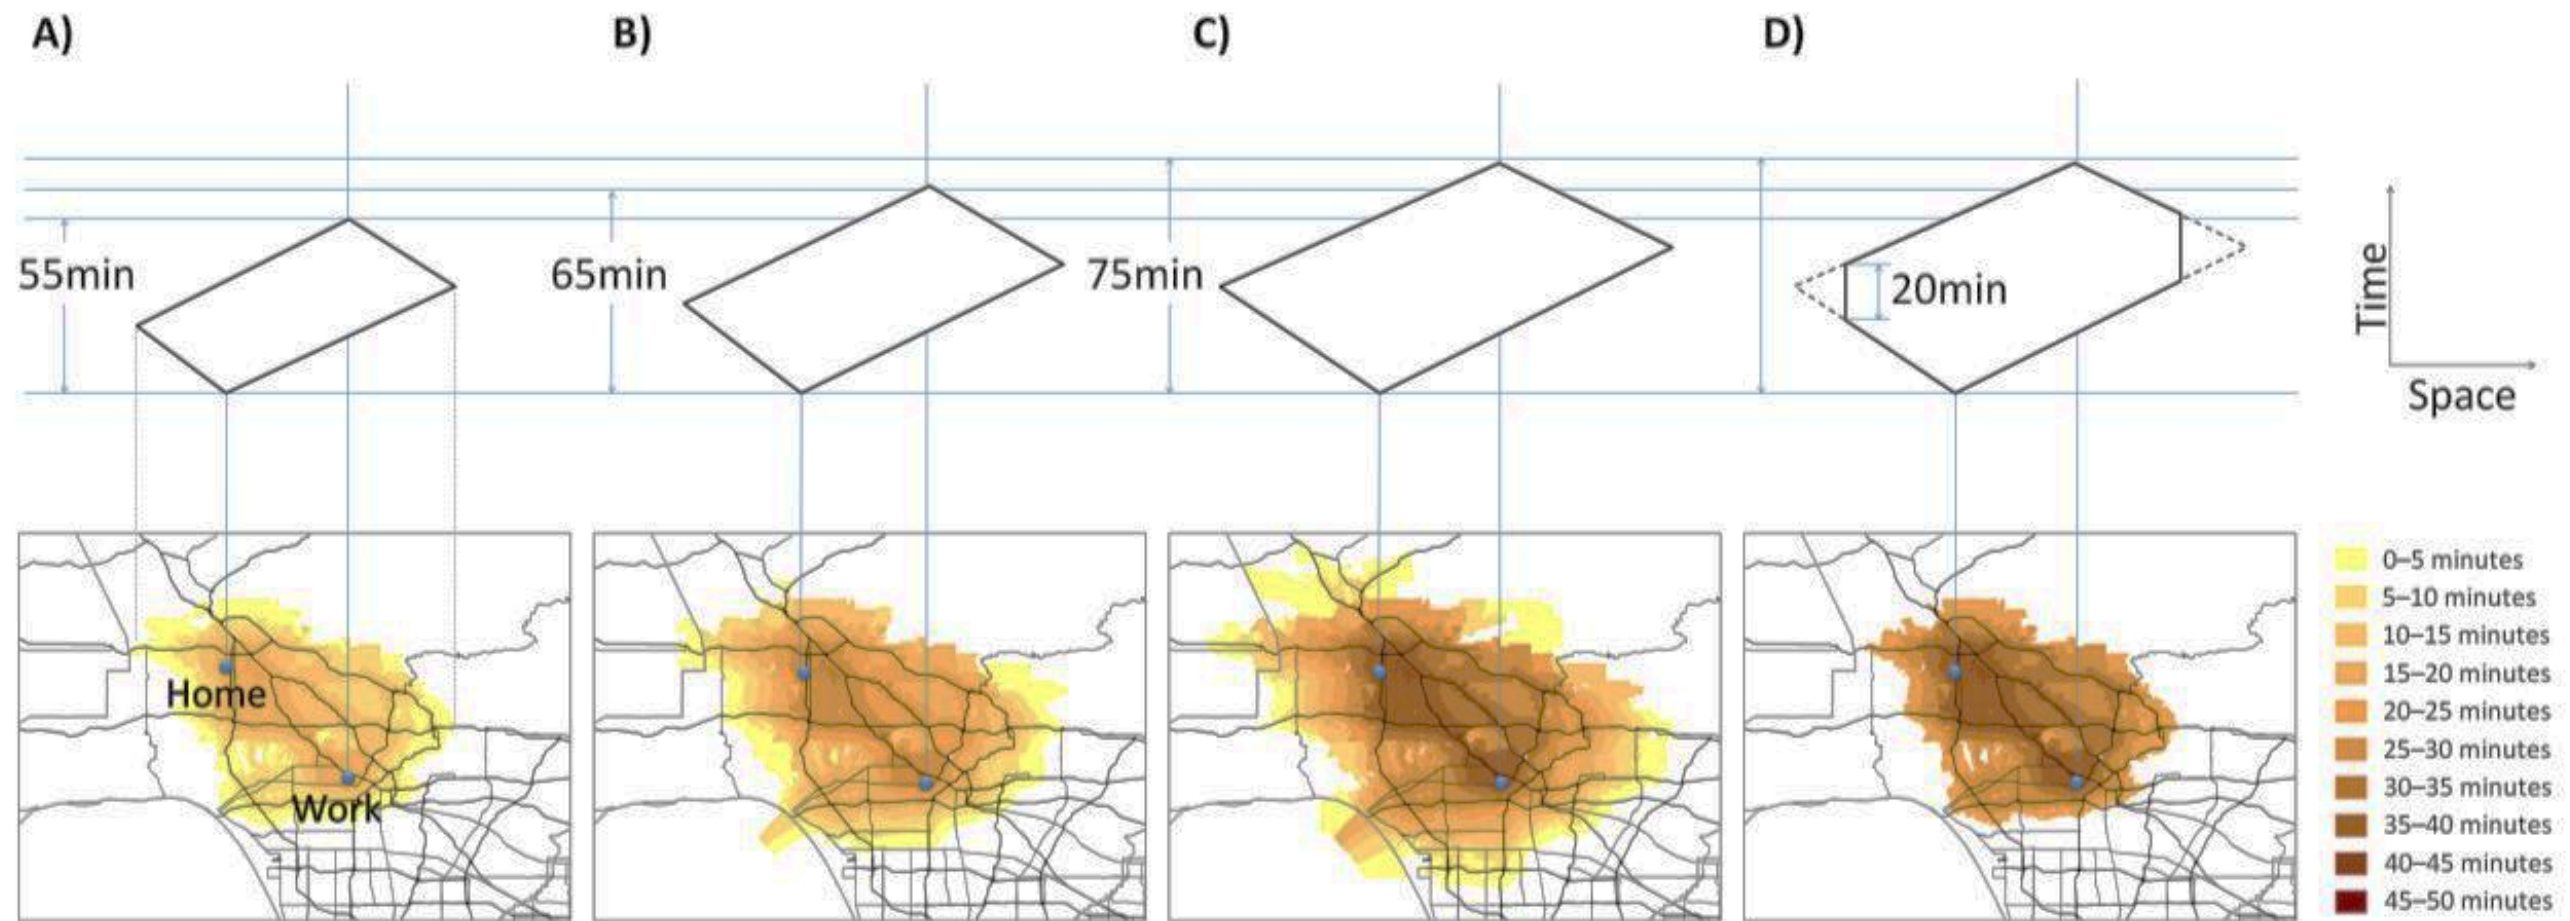 A)
B)
C)
D)
55min
65min
75min
20min
Time
Space
Home
Work
0–5 minutes
5–10 minutes
10–15 minutes
15–20 minutes
20–25 minutes
25–30 minutes
30–35 minutes
35–40 minutes
40–45 minutes
45–50 minutes